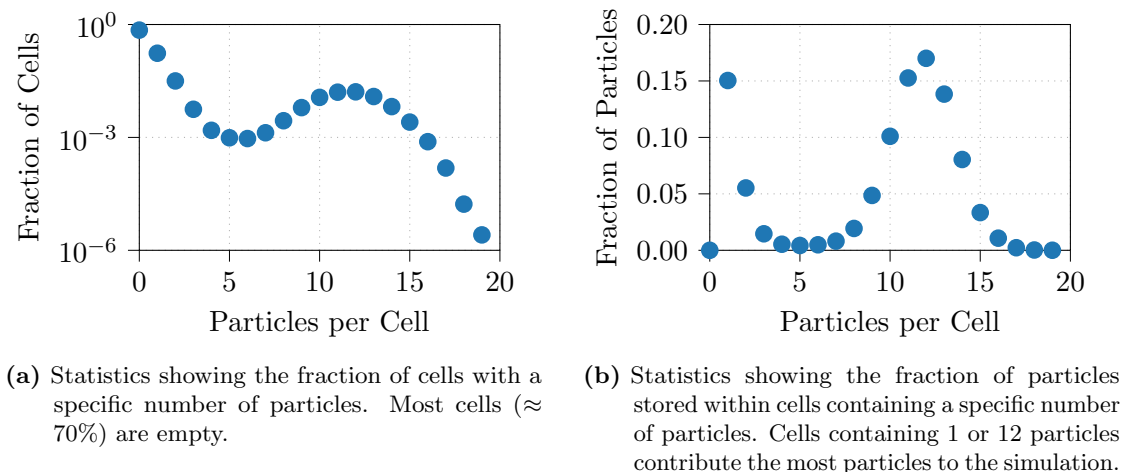 10^0
10^−3
10^−6
Fraction of Cells
0 5 10 15 20
Particles per Cell
0.20
0.15
0.10
0.05
0.00
Fraction of Particles
0 5 10 15 20
Particles per Cell
(a) Statistics showing the fraction of cells with a
specific number of particles. Most cells (≈
70%) are empty.
(b) Statistics showing the fraction of particles
stored within cells containing a specific number
of particles. Cells containing 1 or 12 particles
contribute the most particles to the simulation.